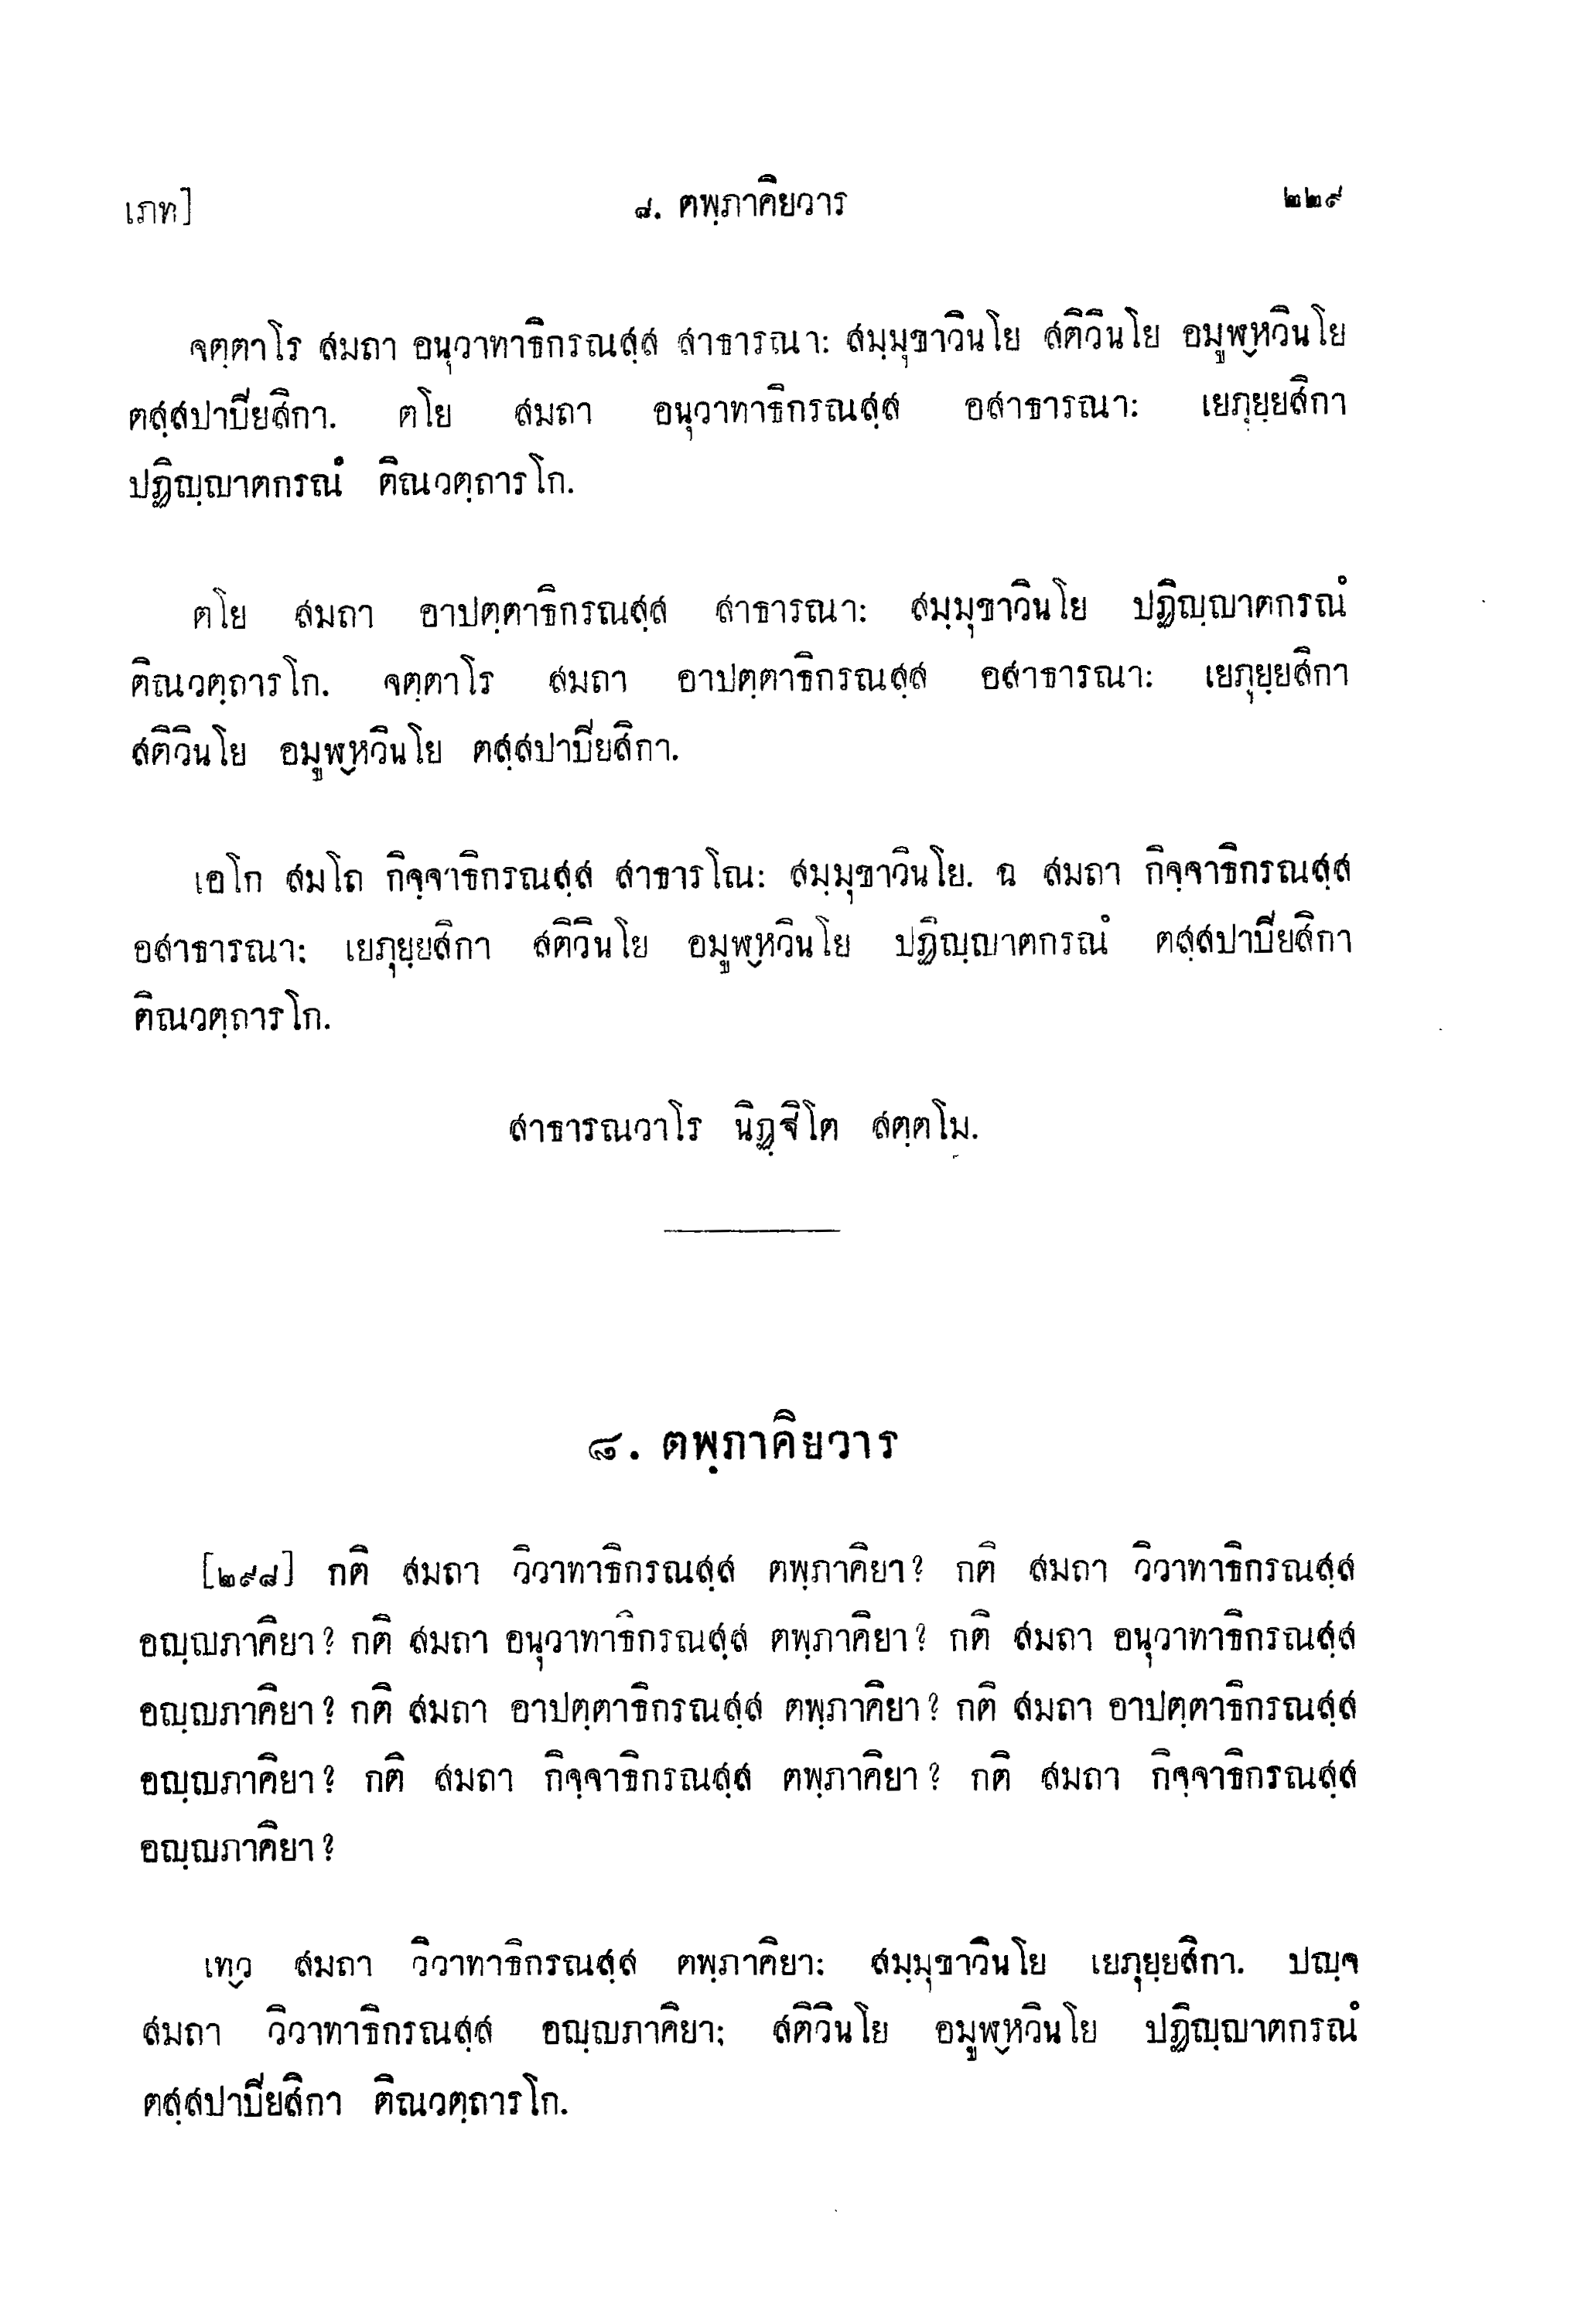 เภท]
๘. ตพฺภาคิยวาร
๒๒๙
จตฺตาโร สมถา อนุวาทาธิกรณสฺส สาธารณา: สมฺมุขาวินโย สติวินโย อมูฬฺหวินโย
ตสฺสปาปิยสิกา. ตโย สมถา อนุวาทาธิกรณสฺส อสาธารณา: เยภุยฺยสิกา
ปฏิญฺญาตกรณํ ติณวตฺถารโก.
ตโย สมถา อาปตฺตาธิกรณสฺส สาธารณา: สมฺมุขาวินโย ปฏิญฺญาตกรณํ
ติณวตฺถารโก. จตฺตาโร สมถา อาปตฺตาธิกรณสฺส อสาธารณา: เยภุยฺยสิกา
สติวินโย อมูฬฺหวินโย ตสฺสปาปิยสิกา.
เอโก สมโถ กิจฺจาธิกรณสฺส สาธารโณ: สมฺมุขาวินโย. ฉ สมถา กิจฺจาธิกรณสฺส
อสาธารณา: เยภุยฺยสิกา สติวินโย อมูฬฺหวินโย ปฏิญฺญาตกรณํ ตสฺสปาปิยสิกา
ติณวตฺถารโก.
สาธารณวาโร นิฏฺฐิโต สตฺตโม.
๘. ตพฺภาคิยวาร
[๒๙๘] กติ สมถา วิวาทาธิกรณสฺส ตพฺภาคิยา? กติ สมถา วิวาทาธิกรณสฺส
อญฺญภาคิยา? กติ สมถา อนุวาทาธิกรณสฺส ตพฺภาคิยา? กติ สมถา อนุวาทาธิกรณสฺส
อญฺญภาคิยา? กติ สมถา อาปตฺตาธิกรณสฺส ตพฺภาคิยา? กติ สมถา อาปตฺตาธิกรณสฺส
อญฺญภาคิยา? กติ สมถา กิจฺจาธิกรณสฺส ตพฺภาคิยา? กติ สมถา กิจฺจาธิกรณสฺส
อญฺญภาคิยา?
เทฺว สมถา วิวาทาธิกรณสฺส ตพฺภาคิยา: สมฺมุขาวินโย เยภุยฺยสิกา. ปญฺจ
สมถา วิวาทาธิกรณสฺส อญฺญภาคิยา; สติวินโย อมูฬฺหวินโย ปฏิญฺญาตกรณํ
ตสฺสปาปิยสิกา ติณวตฺถารโก.